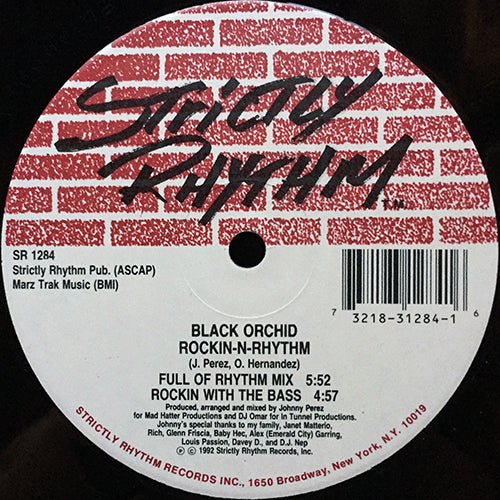 STRICTLY
RHYTHM
T.M.
SR 1284
Strictly Rhythm Pub. (ASCAP)
Marz Trak Music (BMI)
7 3218-31284-1 6
BLACK ORCHID
ROCKIN-N-RHYTHM
(J. Perez, O. Hernandez)
FULL OF RHYTHM MIX 5:52
ROCKIN WITH THE BASS 4:57
Produced, arranged and mixed by Johnny Perez
for Mad Hatter Productions and DJ Omar for In Tunnel Productions.
Johnny's special thanks to my family, Janet Matterio,
Rich, Glenn Friscia, Baby Hec, Alex (Emerald City) Garring,
Louis Passion, Davey D., and D.J. Nep
℗ © 1992 Strictly Rhythm Records, Inc.
STRICTLY RHYTHM RECORDS INC., 1650 Broadway, New York, N.Y. 10019